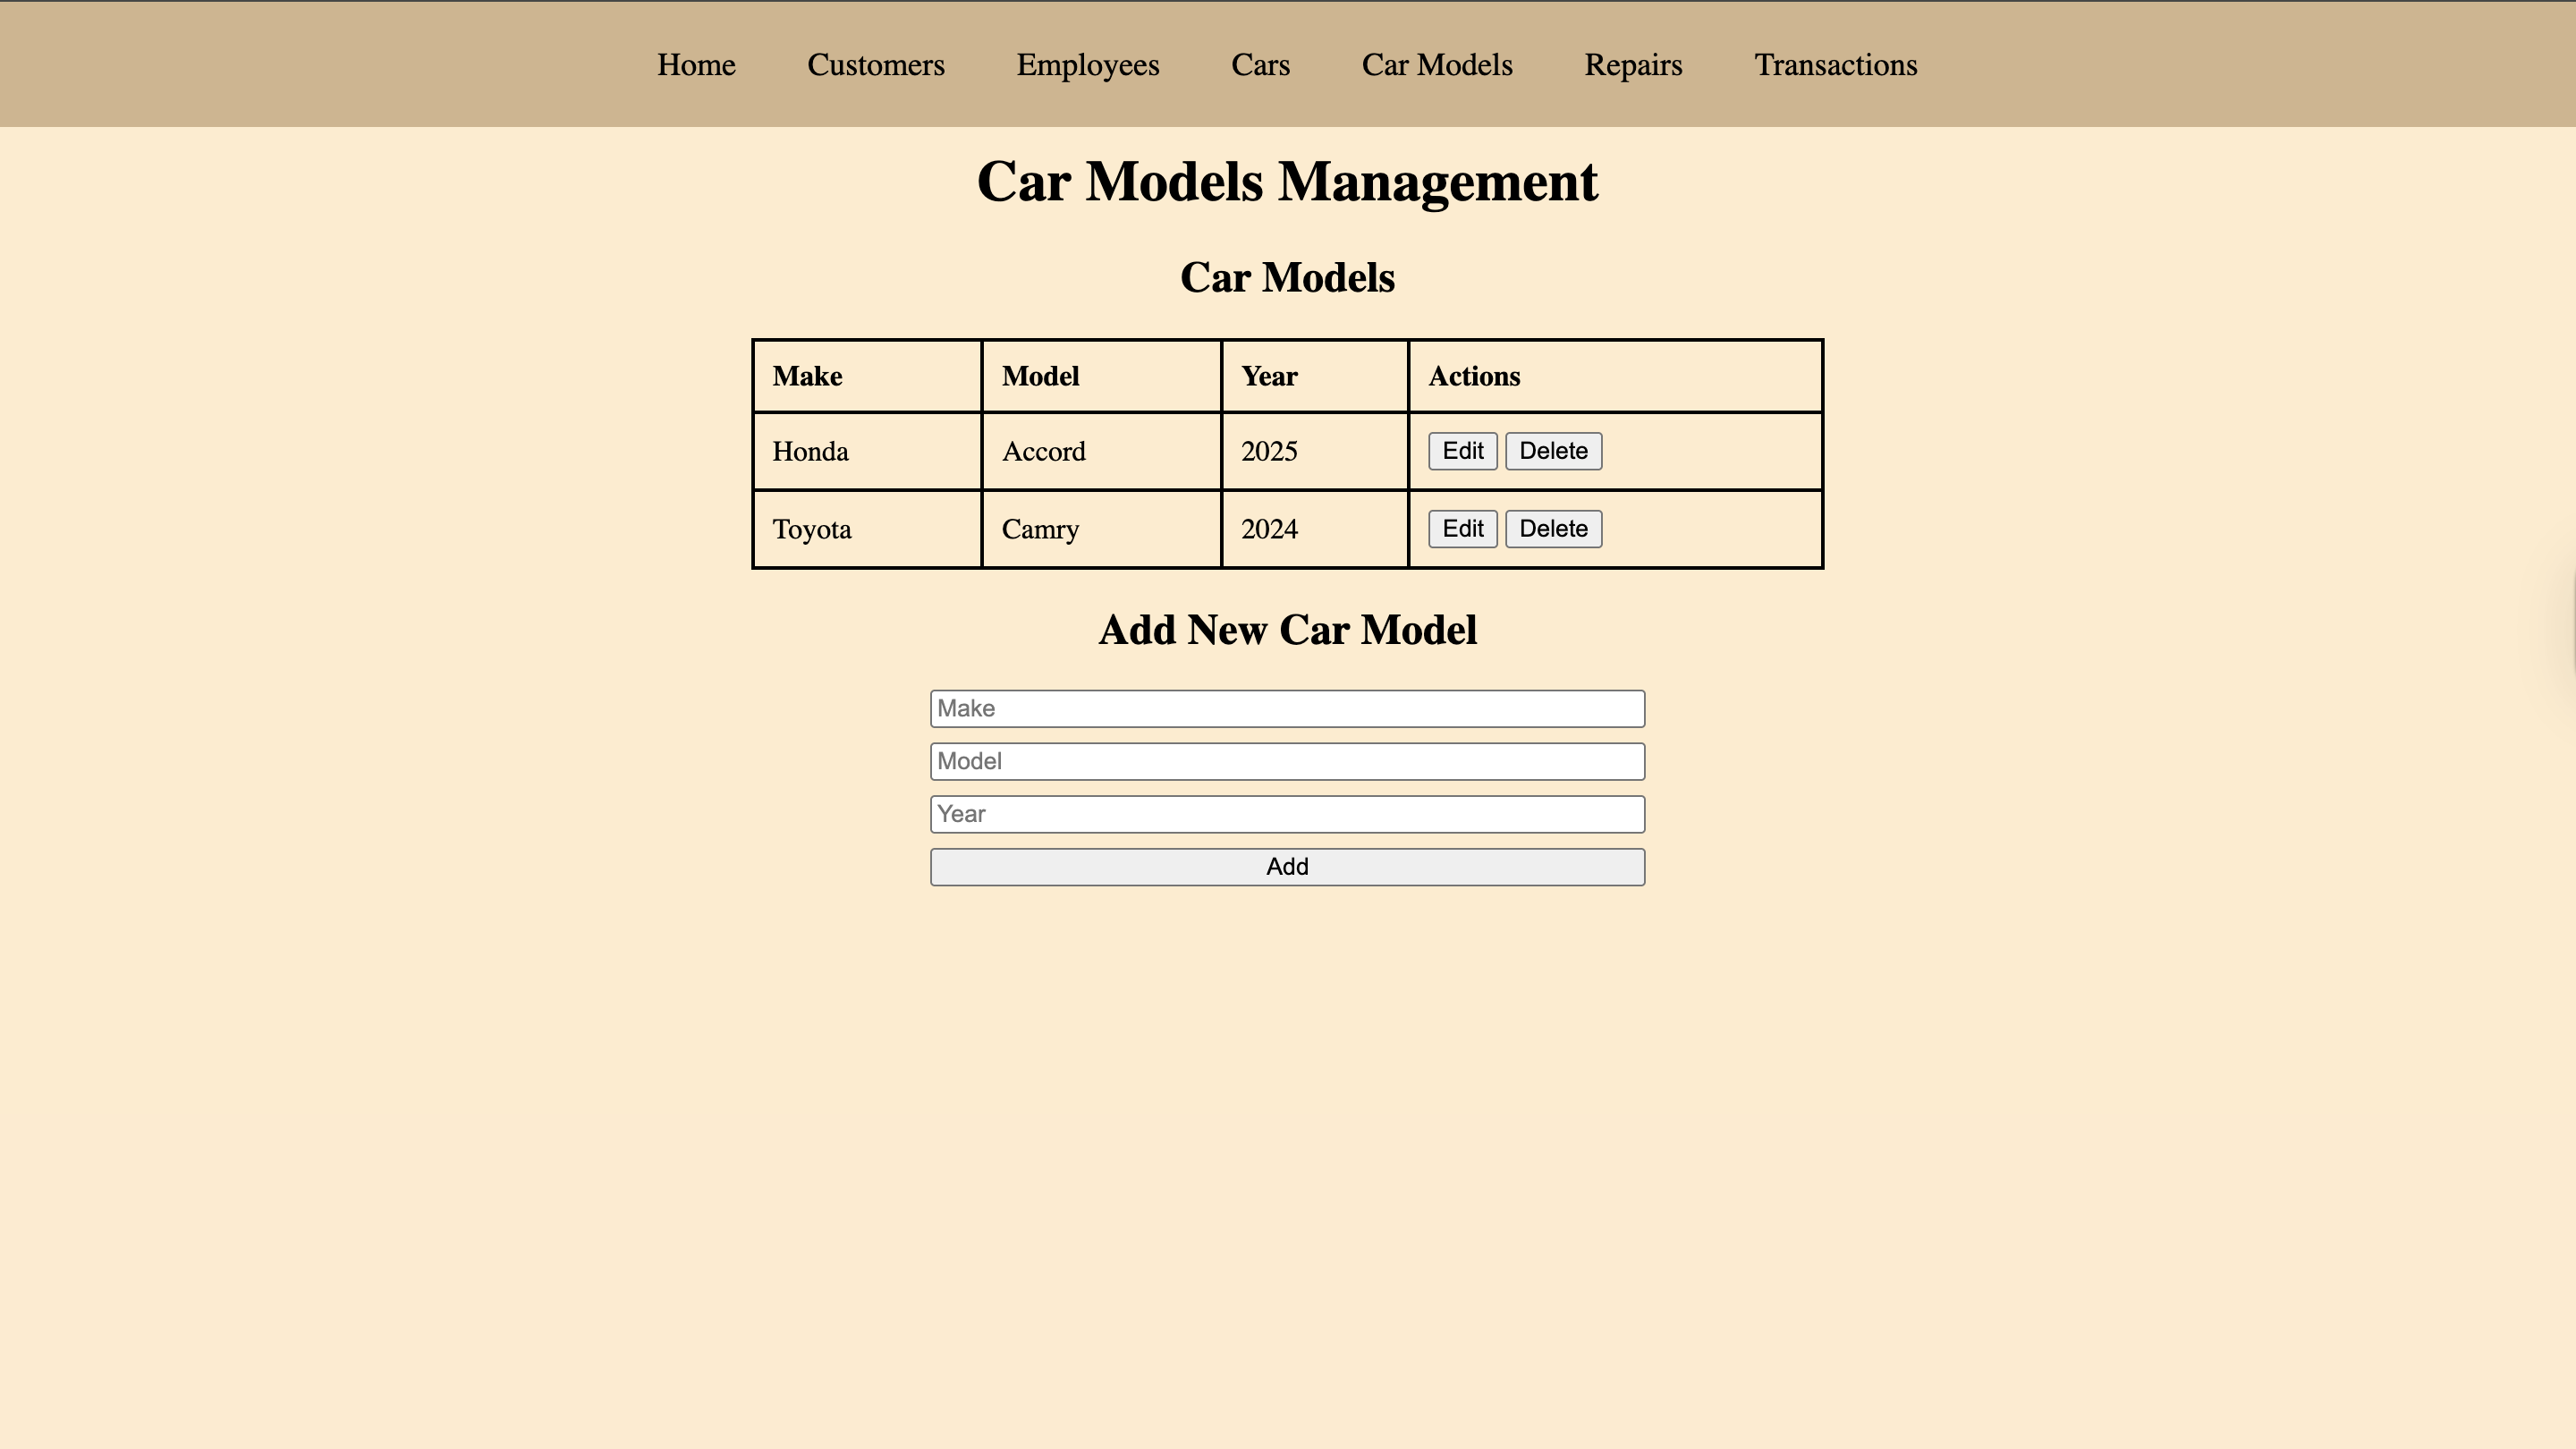 Home Customers Employees Cars Car Models Repairs Transactions
Car Models Management
Car Models
Make Model Year Actions
Honda Accord 2025 Edit Delete
Toyota Camry 2024 Edit Delete
Add New Car Model
Make
Model
Year
Add